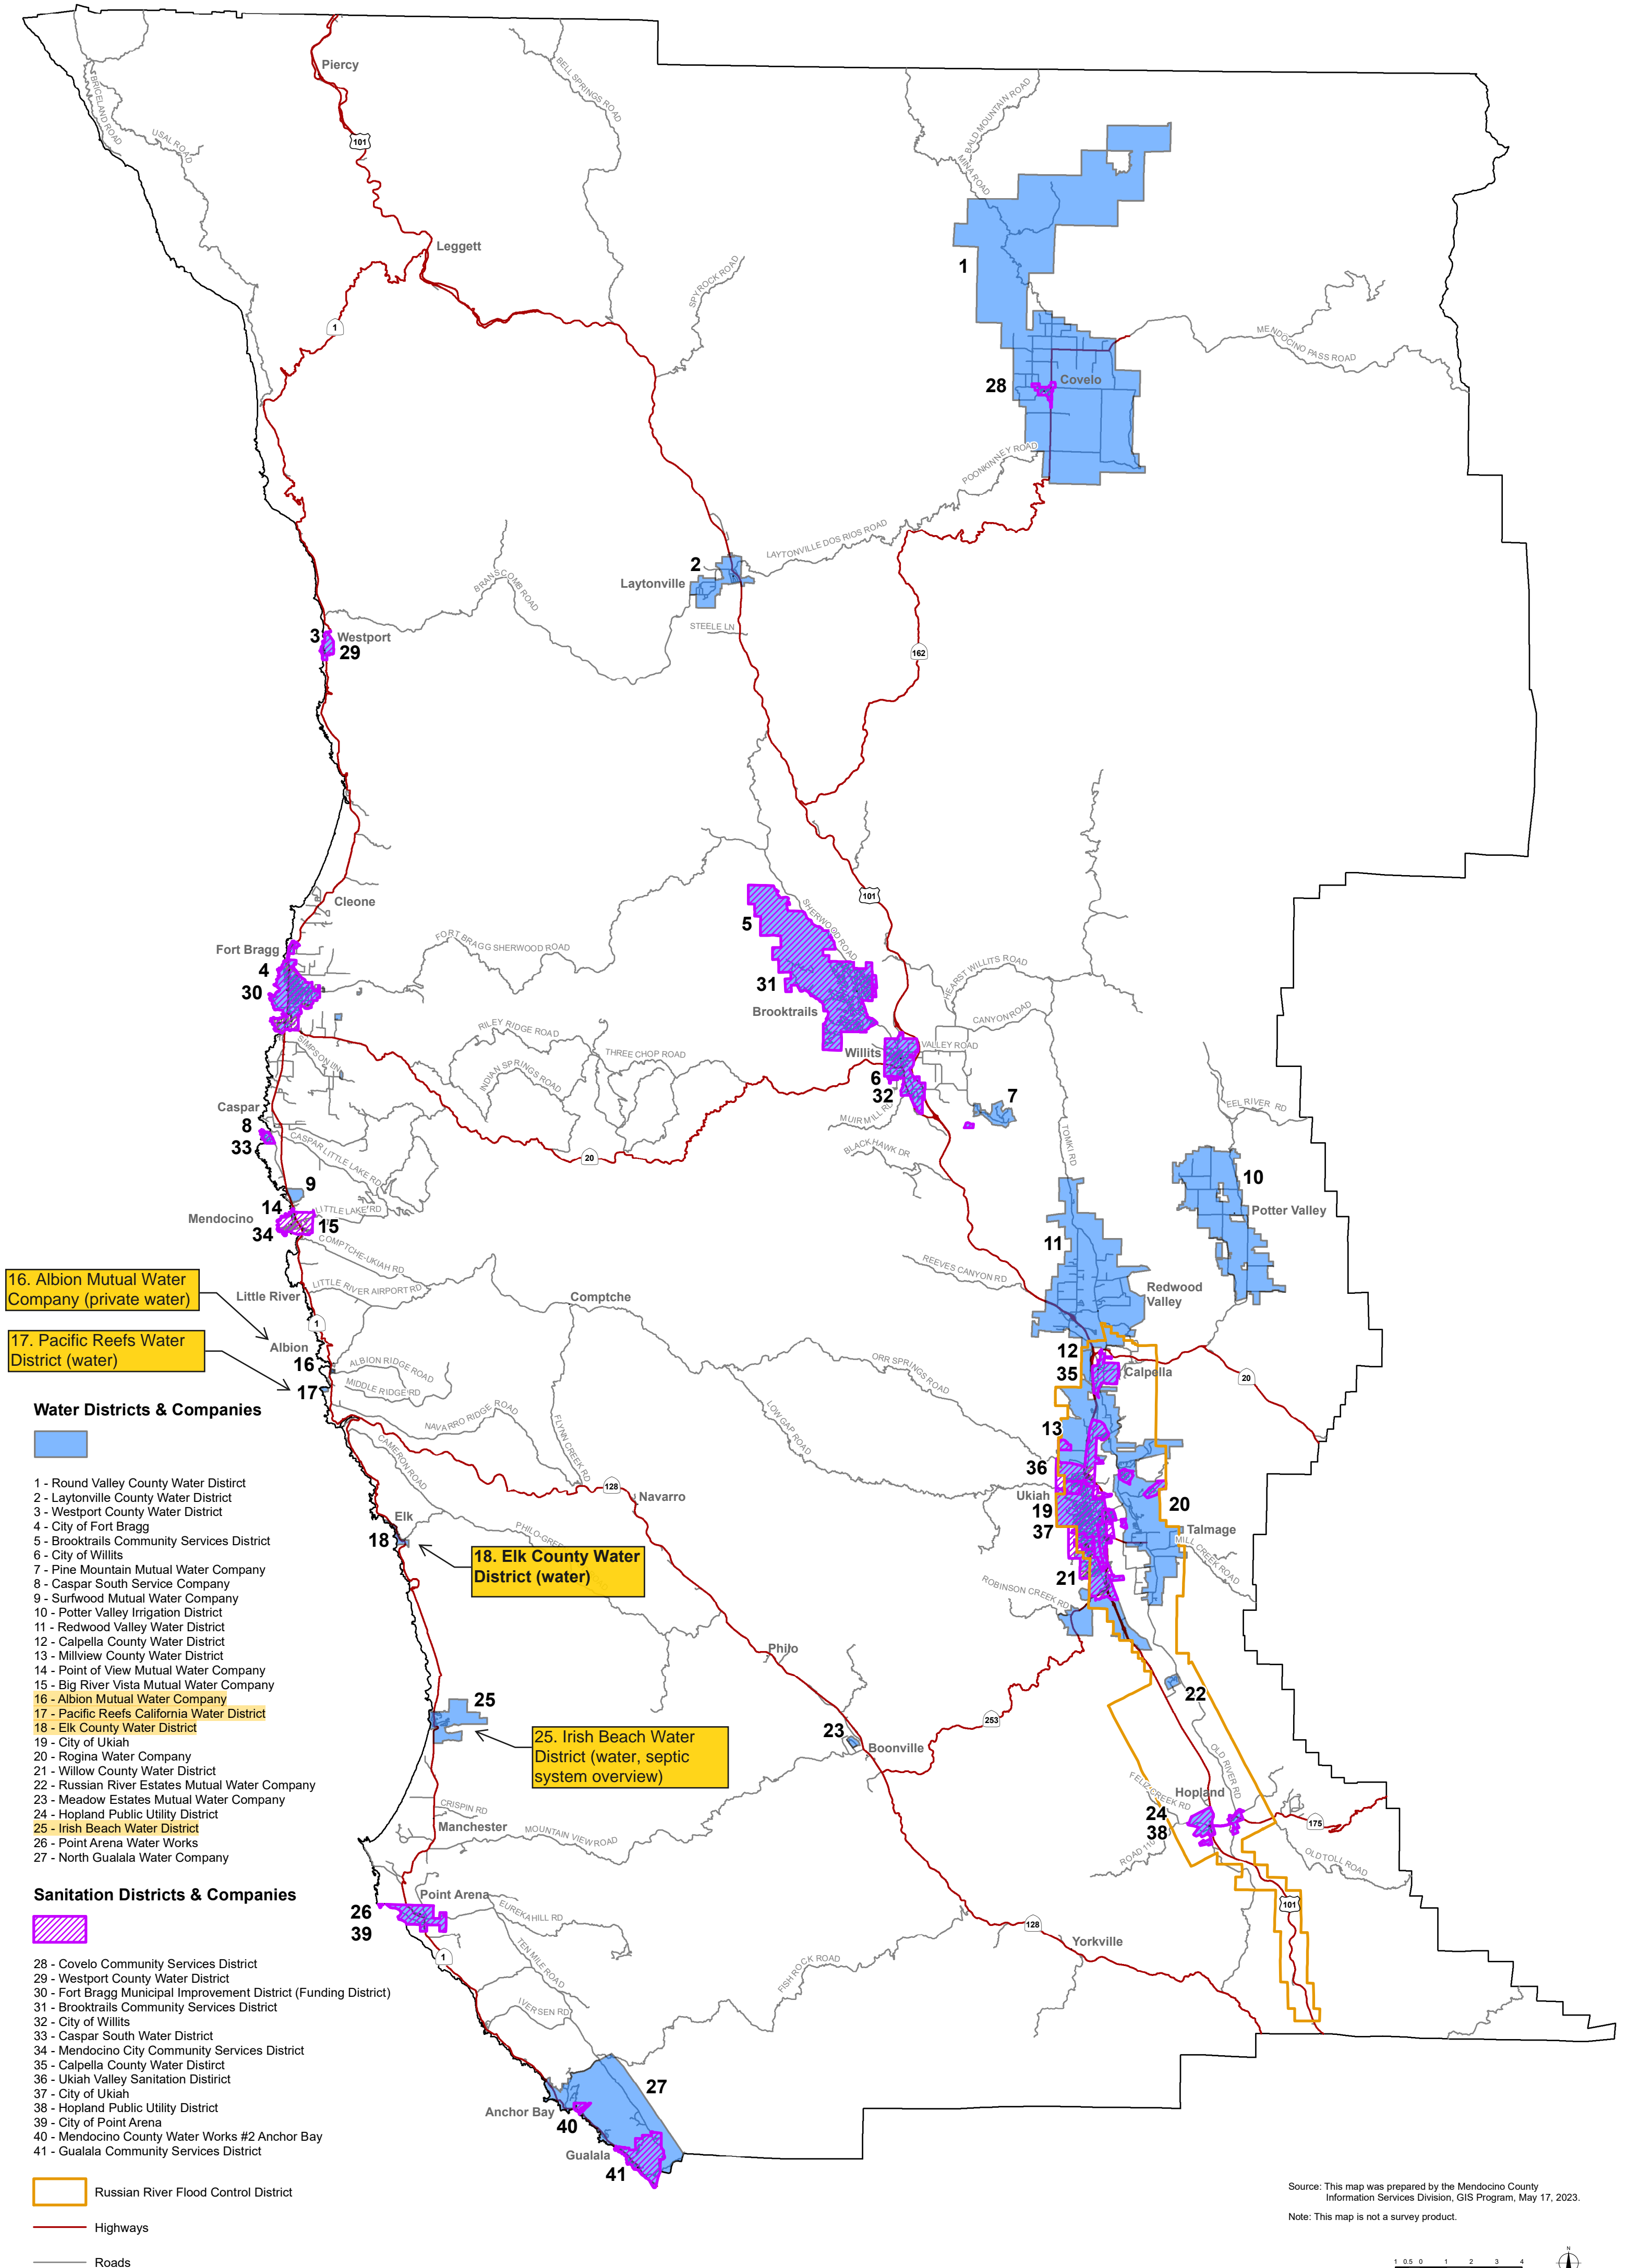 Piercy
BRICELAND ROAD
USAL ROAD
101
BELL SPRINGS ROAD
BALD MOUNTAIN ROAD
MINA ROAD
Leggett
1
SPYROCK ROAD
1
MENDOCINO PASS ROAD
28
Covelo
POONKINNEY ROAD
LAYTONVILLE DOS RIOS ROAD
2
Laytonville
BRANSCOMB ROAD
STEELE LN
3
Westport
29
162
Cleone
101
SHERWOOD ROAD
5
Fort Bragg
FORT BRAGG SHERWOOD ROAD
4
30
31
HEARST WILLITS ROAD
Brooktrails
CANYON ROAD
RILEY RIDGE ROAD
SIMPSON LN
THREE CHOP ROAD
INDIAN SPRINGS ROAD
Willits
VALLEY ROAD
6
32
7
MUIR MILL RD
BLACK HAWK DR
TOMKI RD
EEL RIVER RD
Caspar
8
33
CASPAR LITTLE LAKE RD
20
9
10
Potter Valley
14
LITTLE LAKE RD
Mendocino
15
34
COMPTCHE-UKIAH RD
11
REEVES CANYON RD
Redwood
Valley
16. Albion Mutual Water
Company (private water)
LITTLE RIVER AIRPORT RD
Little River
Comptche
1
17. Pacific Reefs Water
District (water)
Albion
16
ALBION RIDGE ROAD
17
MIDDLE RIDGE RD
ORR SPRINGS ROAD
12
35
Calpella
20
NAVARRO RIDGE ROAD
FLYNN CREEK RD
LOW GAP ROAD
CAMERON ROAD
13
36
Ukiah
19
37
20
Talmage
MILL CREEK ROAD
128
Navarro
Elk
18
PHILO-GREE
18. Elk County Water
District (water)
21
ROBINSON CREEK RD
Philo
22
25
25. Irish Beach Water
District (water, septic
system overview)
253
23
Boonville
OLD RIVER RD
FELIZ CREEK RD
Hopland
24
38
175
ROAD 110
OLD TOLL ROAD
CRISPIN RD
Manchester
MOUNTAIN VIEW ROAD
Point Arena
26
39
EUREKA HILL RD
101
1
TEN MILE ROAD
128
Yorkville
FISH ROCK ROAD
IVERSEN RD
27
Anchor Bay
40
Gualala
41
Water Districts & Companies
1 - Round Valley County Water Distirct
2 - Laytonville County Water District
3 - Westport County Water District
4 - City of Fort Bragg
5 - Brooktrails Community Services District
6 - City of Willits
7 - Pine Mountain Mutual Water Company
8 - Caspar South Service Company
9 - Surfwood Mutual Water Company
10 - Potter Valley Irrigation District
11 - Redwood Valley Water District
12 - Calpella County Water District
13 - Millview County Water District
14 - Point of View Mutual Water Company
15 - Big River Vista Mutual Water Company
16 - Albion Mutual Water Company
17 - Pacific Reefs California Water District
18 - Elk County Water District
19 - City of Ukiah
20 - Rogina Water Company
21 - Willow County Water District
22 - Russian River Estates Mutual Water Company
23 - Meadow Estates Mutual Water Company
24 - Hopland Public Utility District
25 - Irish Beach Water District
26 - Point Arena Water Works
27 - North Gualala Water Company
Sanitation Districts & Companies
28 - Covelo Community Services District
29 - Westport County Water District
30 - Fort Bragg Municipal Improvement District (Funding District)
31 - Brooktrails Community Services District
32 - City of Willits
33 - Caspar South Water District
34 - Mendocino City Community Services District
35 - Calpella County Water Distirct
36 - Ukiah Valley Sanitation District
37 - City of Ukiah
38 - Hopland Public Utility District
39 - City of Point Arena
40 - Mendocino County Water Works #2 Anchor Bay
41 - Gualala Community Services District
Russian River Flood Control District
Highways
Roads
Source: This map was prepared by the Mendocino County
Information Services Division, GIS Program, May 17, 2023.
Note: This map is not a survey product.
1 0.5 0 1 2 3 4
N